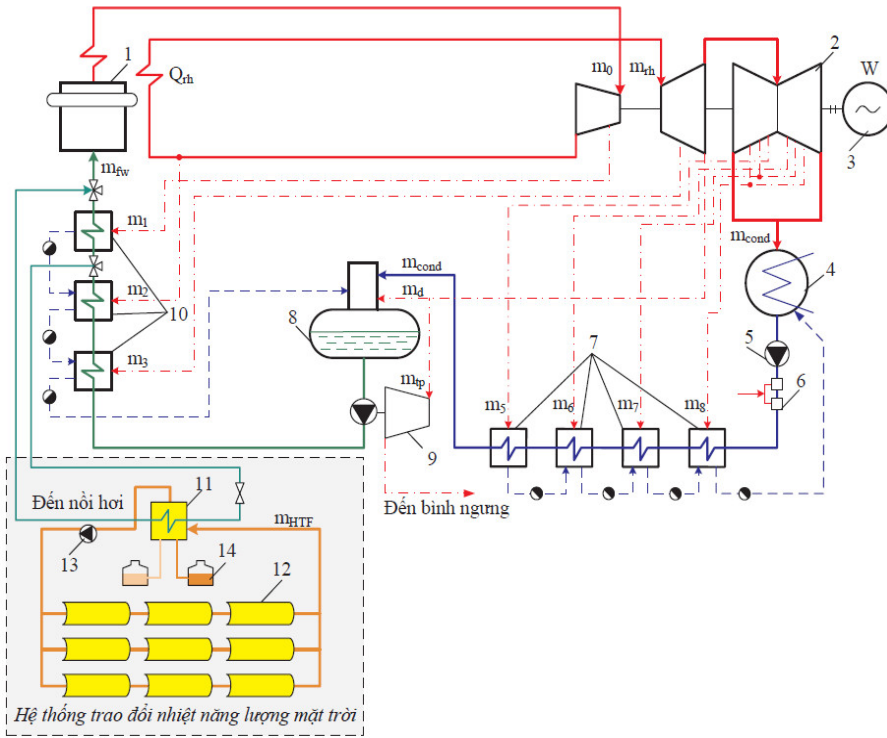 1
2
Q_rh
m_0
m_rh
W
3
m_fw
m_1
m_cond
m_cond
4
m_2
m_d
10
8
7
5
m_3
6
m_tp
m_5
m_6
m_7
m_8
9
11
Đến nồi hơi
Đến bình ngưng
m_HTF
13
14
12
Hệ thống trao đổi nhiệt năng lượng mặt trời